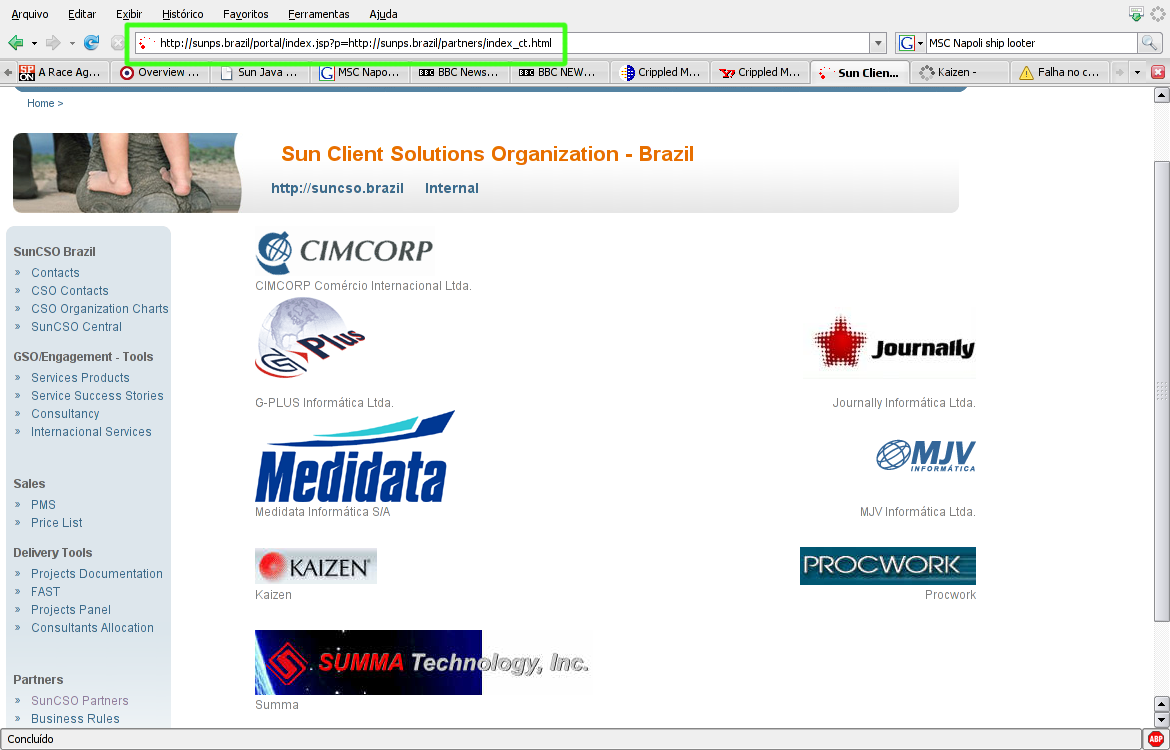 Arquivo Editar Exibir Histórico Favoritos Ferramentas Ajuda
http://sunps.brazil/portal/index.jsp?p=http://sunps.brazil/partners/index_ct.html
G MSC Napoli ship looter
SP!KED ON A Race Ag... Overview ... Sun Java ... G MSC Napo... BBC BBC News... BBC BBC NEW... Crippled M... Crippled M... Sun Clien... Kaizen - Falha no c...
Home >
Sun Client Solutions Organization - Brazil
http://suncso.brazil Internal
SunCSO Brazil
» Contacts
» CSO Contacts
» CSO Organization Charts
» SunCSO Central
GSO/Engagement - Tools
» Services Products
» Service Success Stories
» Consultancy
» Internacional Services
Sales
» PMS
» Price List
Delivery Tools
» Projects Documentation
» FAST
» Projects Panel
» Consultants Allocation
Partners
» SunCSO Partners
» Business Rules
CIMCORP
CIMCORP Comércio Internacional Ltda.
G Plus
G-PLUS Informática Ltda.
Journally
Journally Informática Ltda.
Medidata
Medidata Informática S/A
MJV
INFORMÁTICA
MJV Informática Ltda.
KAIZEN®
Kaizen
PROCWORK
Procwork
SUMMA Technology, Inc.
Summa
Concluído
ABP